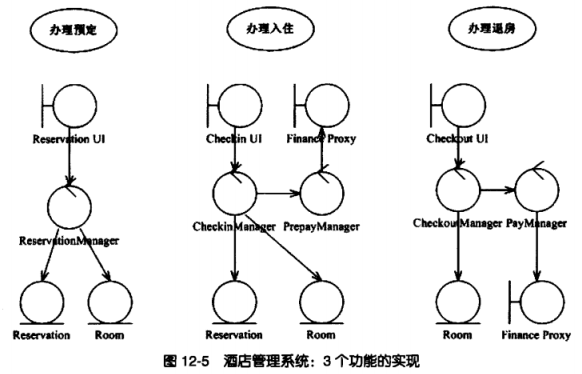 办理预定 办理入住 办理退房
Reservation UI Checkin UI Finance Proxy Checkout UI
ReservationManager CheckinManager PrepayManager CheckoutManager PayManager
Reservation Room Reservation Room Room Finance Proxy
图 12-5 酒店管理系统：3 个功能的实现